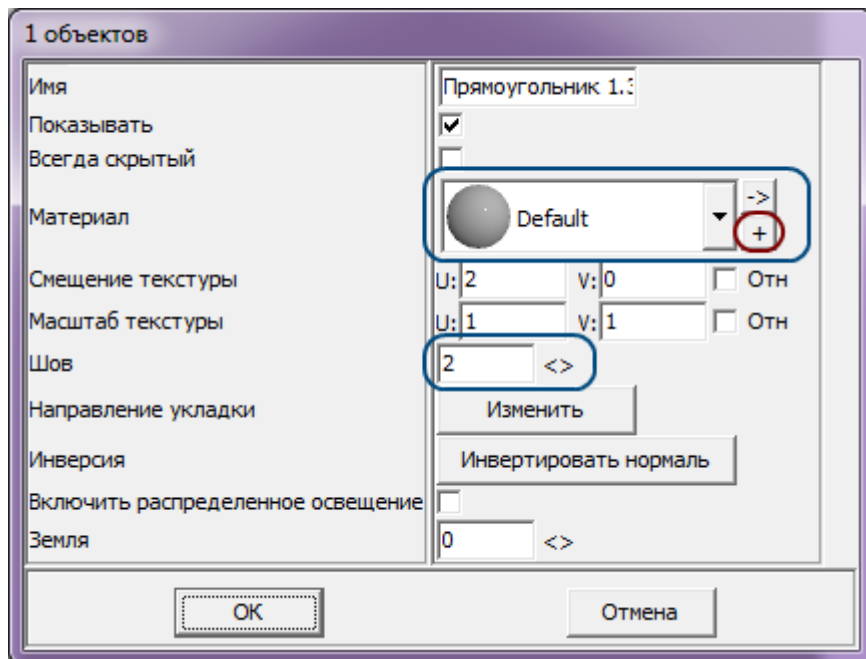 1 объектов
Имя Прямоугольник 1.3
Показывать
Всегда скрытый
Материал Default -> +
Смещение текстуры U: 2 V: 0 Отн
Масштаб текстуры U: 1 V: 1 Отн
Шов 2 <>
Направление укладки Изменить
Инверсия Инвертировать нормаль
Включить распределенное освещение
Земля 0 <>
OK Отмена